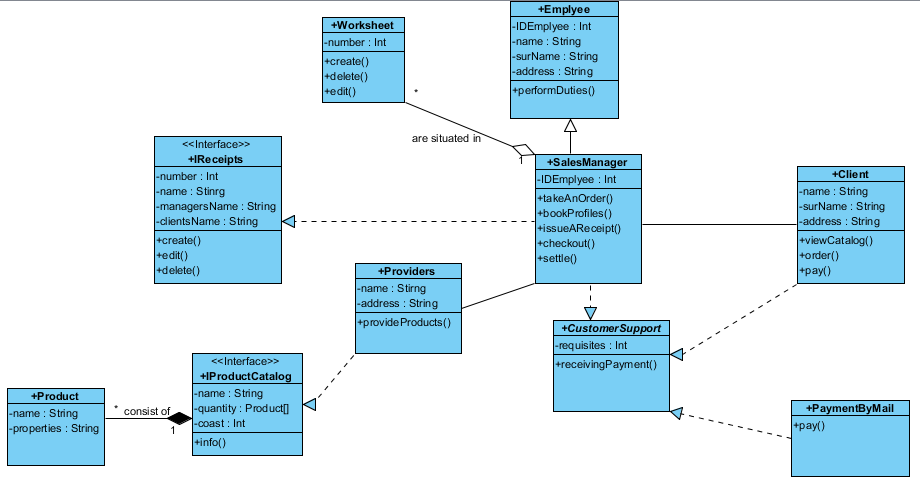 +Worksheet
-number : Int
+create()
+delete()
+edit()
*
are situated in
1
+Emplyee
-IDEmplyee : Int
-name : String
-surName : String
-address : String
+performDuties()
<<Interface>>
+IReceipts
-number : Int
-name : Stinrg
-managersName : String
-clientsName : String
+create()
+edit()
+delete()
+SalesManager
-IDEmplyee : Int
+takeAnOrder()
+bookProfiles()
+issueAReceipt()
+checkout()
+settle()
+Client
-name : String
-surName : String
-address : String
+viewCatalog()
+order()
+pay()
+Providers
-name : Stirng
-address : String
+provideProducts()
+CustomerSupport
-requisites : Int
+receivingPayment()
<<Interface>>
+IProductCatalog
-name : String
-quantity : Product[]
-coast : Int
+info()
+Product
-name : String
-properties : String
* consist of
1
+PaymentByMail
+pay()